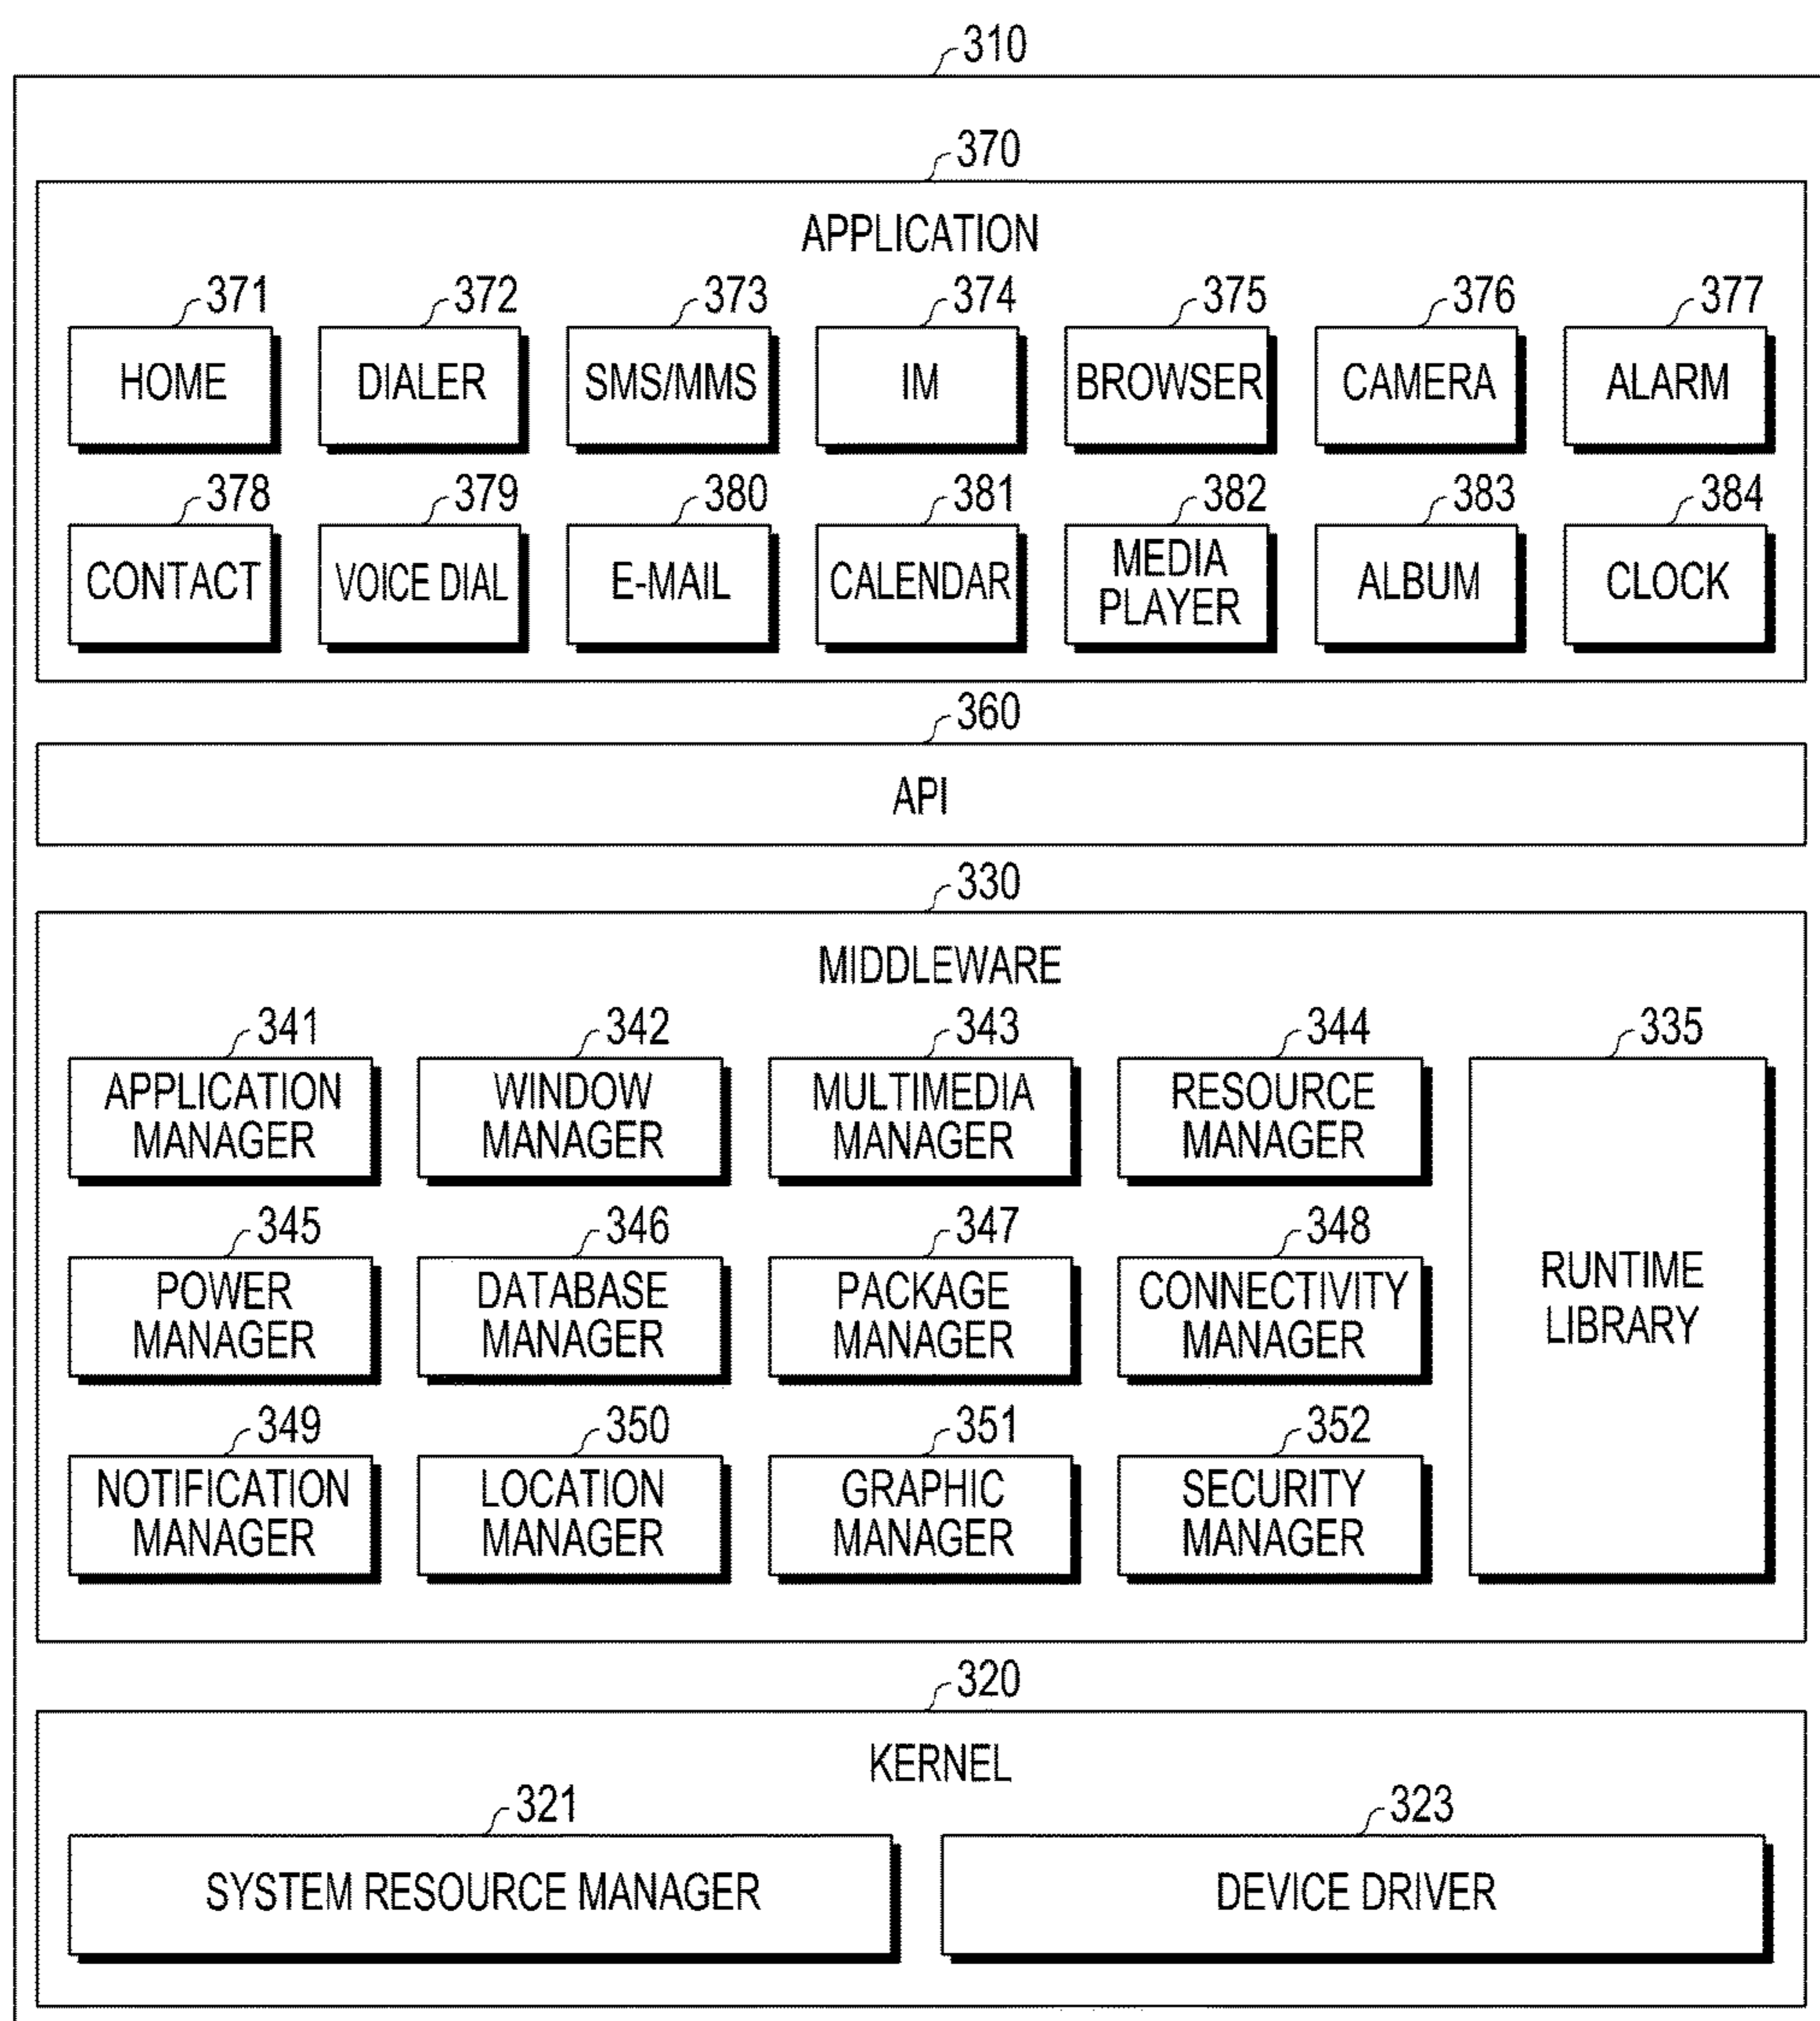 310
370
APPLICATION
371 372 373 374 375 376 377
HOME DIALER SMS/MMS IM BROWSER CAMERA ALARM
378 379 380 381 382 383 384
CONTACT VOICE DIAL E-MAIL CALENDAR MEDIA PLAYER ALBUM CLOCK
360
API
330
MIDDLEWARE
341 342 343 344 335
APPLICATION MANAGER WINDOW MANAGER MULTIMEDIA MANAGER RESOURCE MANAGER
345 346 347 348
POWER MANAGER DATABASE MANAGER PACKAGE MANAGER CONNECTIVITY MANAGER RUNTIME LIBRARY
349 350 351 352
NOTIFICATION MANAGER LOCATION MANAGER GRAPHIC MANAGER SECURITY MANAGER
320
KERNEL
321 323
SYSTEM RESOURCE MANAGER DEVICE DRIVER